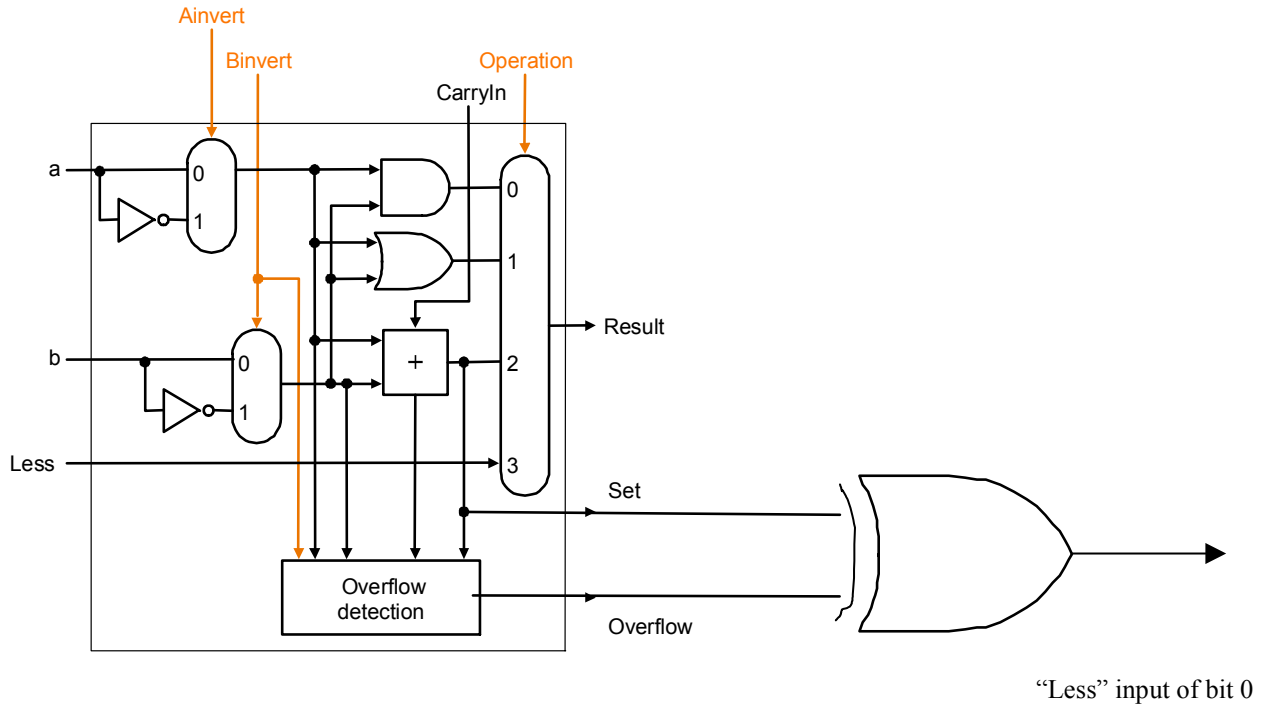 Ainvert
Binvert
Operation
CarryIn
a
0
1
0
1
b
0
1
+
2
Result
Less
3
Set
Overflow
detection
Overflow
“Less” input of bit 0